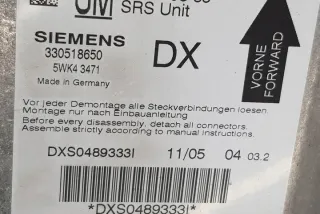 GM
SRS Unit
SIEMENS
DX
330518650
5WK4 3471
Made in Germany
VORNE
FORWARD
Vor jeder Demontage alle Steckverbindungen loesen.
Montage nur nach Einbauanleitung
Before every disassembly, detach all connectors.
Assemble strictly according to manual instructions.
DXS0489333I
11/05
04
03.2
*DXS0489333I*